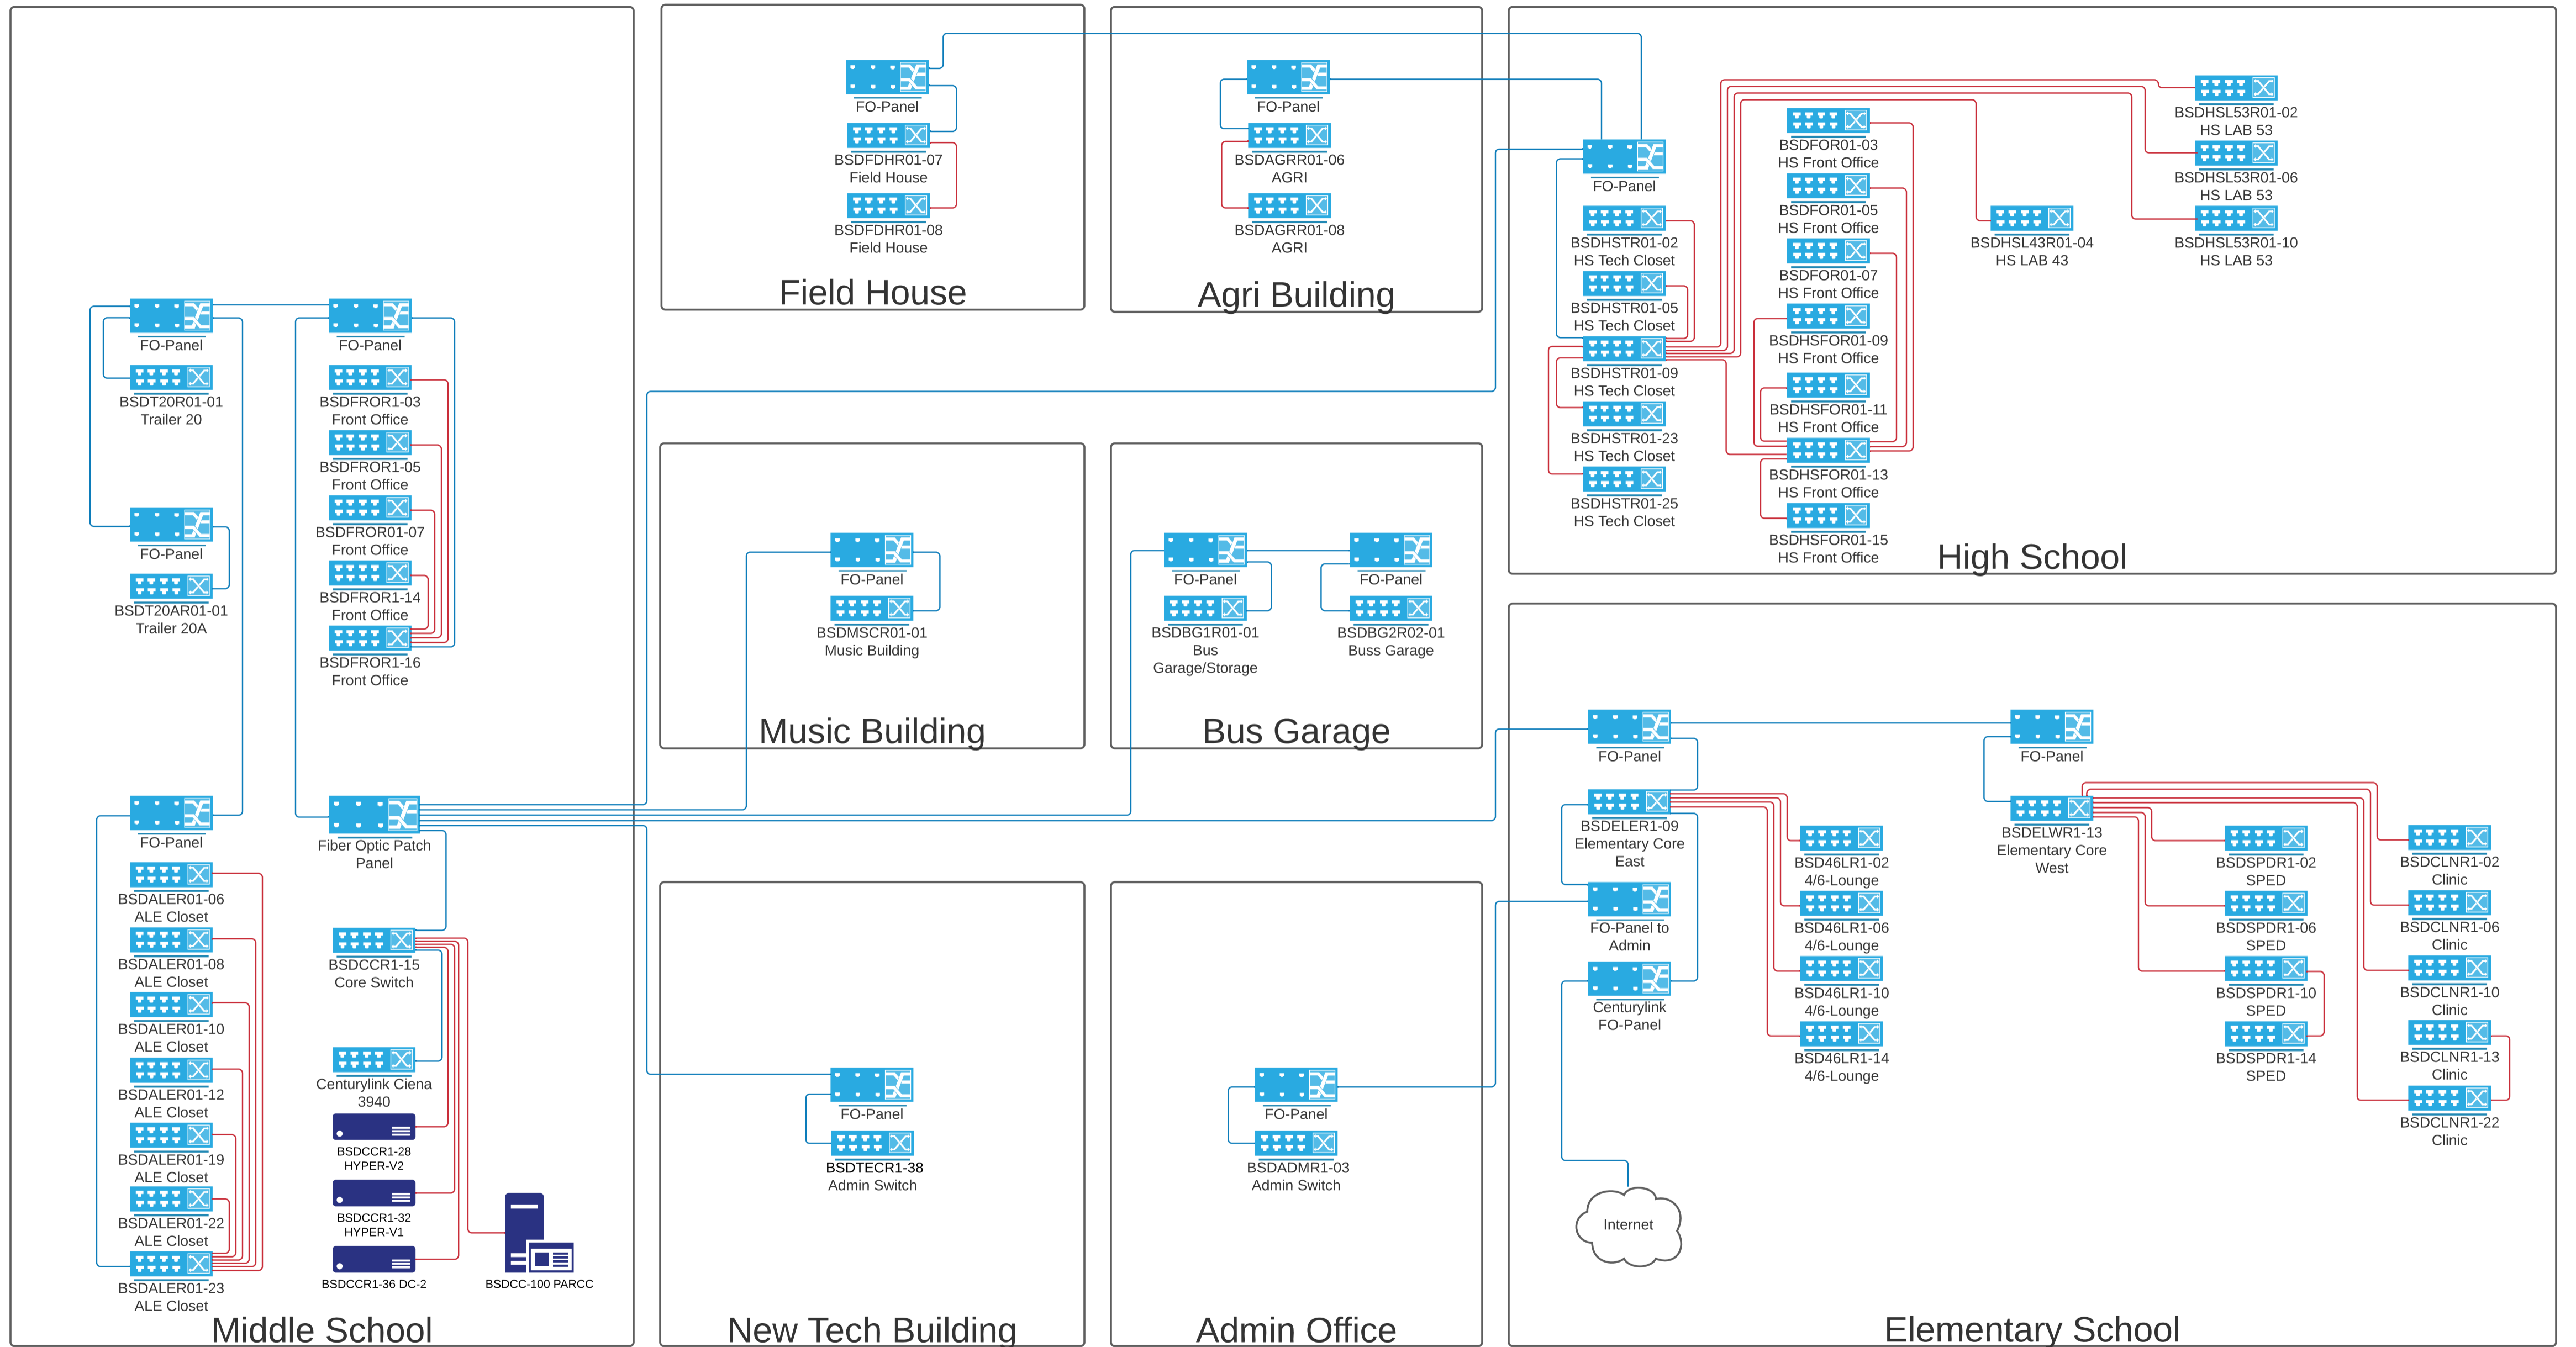 FO-Panel
BSDT20R01-01
Trailer 20
FO-Panel
BSDT20AR01-01
Trailer 20A
FO-Panel
BSDALER01-06
ALE Closet
BSDALER01-08
ALE Closet
BSDALER01-10
ALE Closet
BSDALER01-12
ALE Closet
BSDALER01-19
ALE Closet
BSDALER01-22
ALE Closet
BSDALER01-23
ALE Closet
FO-Panel
BSDFROR1-03
Front Office
BSDFROR1-05
Front Office
BSDFROR01-07
Front Office
BSDFROR1-14
Front Office
BSDFROR1-16
Front Office
Fiber Optic Patch
Panel
BSDCCR1-15
Core Switch
Centurylink Ciena
3940
BSDCCR1-28
HYPER-V2
BSDCCR1-32
HYPER-V1
BSDCCR1-36 DC-2
BSDCC-100 PARCC
Middle School
FO-Panel
BSDFDHR01-07
Field House
BSDFDHR01-08
Field House
Field House
FO-Panel
BSDAGRR01-06
AGRI
BSDAGRR01-08
AGRI
Agri Building
FO-Panel
BSDHSTR01-02
HS Tech Closet
BSDHSTR01-05
HS Tech Closet
BSDHSTR01-09
HS Tech Closet
BSDHSTR01-23
HS Tech Closet
BSDHSTR01-25
HS Tech Closet
BSDFOR01-03
HS Front Office
BSDFOR01-05
HS Front Office
BSDFOR01-07
HS Front Office
BSDHSFOR01-09
HS Front Office
BSDHSFOR01-11
HS Front Office
BSDHSFOR01-13
HS Front Office
BSDHSFOR01-15
HS Front Office
BSDHSL43R01-04
HS LAB 43
BSDHSL53R01-02
HS LAB 53
BSDHSL53R01-06
HS LAB 53
BSDHSL53R01-10
HS LAB 53
High School
FO-Panel
BSDMSCR01-01
Music Building
Music Building
FO-Panel
BSDBG1R01-01
Bus
Garage/Storage
FO-Panel
BSDBG2R02-01
Buss Garage
Bus Garage
FO-Panel
BSDTECR1-38
Admin Switch
New Tech Building
FO-Panel
BSDADMR1-03
Admin Switch
Admin Office
FO-Panel
BSDELER1-09
Elementary Core
East
FO-Panel to
Admin
Centurylink
FO-Panel
Internet
BSD46LR1-02
4/6-Lounge
BSD46LR1-06
4/6-Lounge
BSD46LR1-10
4/6-Lounge
BSD46LR1-14
4/6-Lounge
FO-Panel
BSDELWR1-13
Elementary Core
West
BSDSPDR1-02
SPED
BSDSPDR1-06
SPED
BSDSPDR1-10
SPED
BSDSPDR1-14
SPED
BSDCLNR1-02
Clinic
BSDCLNR1-06
Clinic
BSDCLNR1-10
Clinic
BSDCLNR1-13
Clinic
BSDCLNR1-22
Clinic
Elementary School